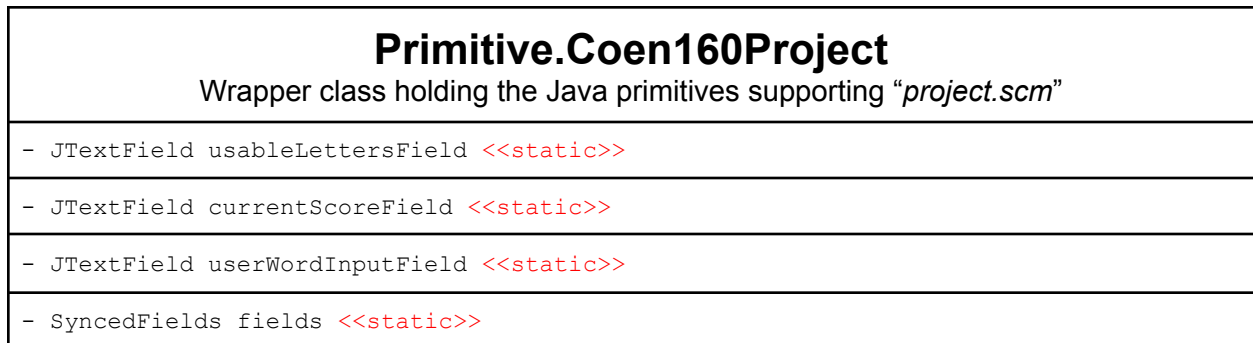 Primitive.Coen160Project
Wrapper class holding the Java primitives supporting “project.scm”
- JTextField usableLettersField <<static>>
- JTextField currentScoreField <<static>>
- JTextField userWordInputField <<static>>
- SyncedFields fields <<static>>